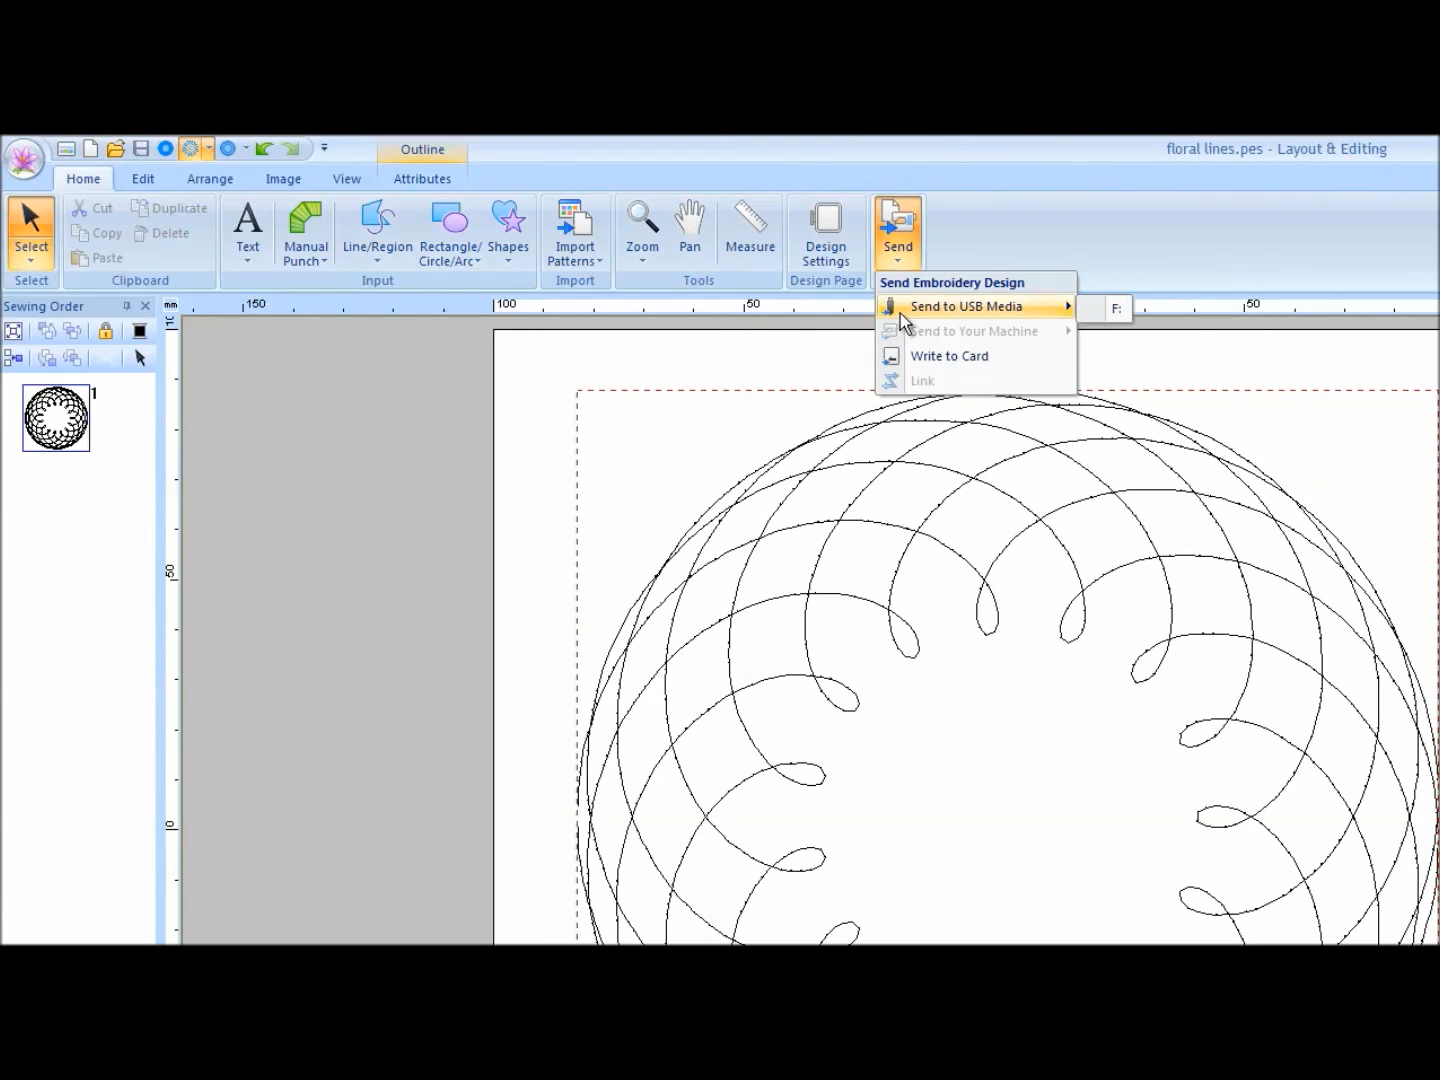 Outline
floral lines.pes - Layout & Editing
Home Edit Arrange Image View Attributes
Select
Select
Cut Duplicate
Copy Delete
Paste
Clipboard
Text
Manual
Punch
Line/Region
Rectangle/
Circle/Arc
Shapes
Input
Import
Patterns
Import
Zoom
Pan
Measure
Tools
Design
Settings
Design Page
Send
Send Embroidery Design
Send to USB Media F:
Send to Your Machine
Write to Card
Link
Sewing Order
1
mm 150 100 50 50
50
0